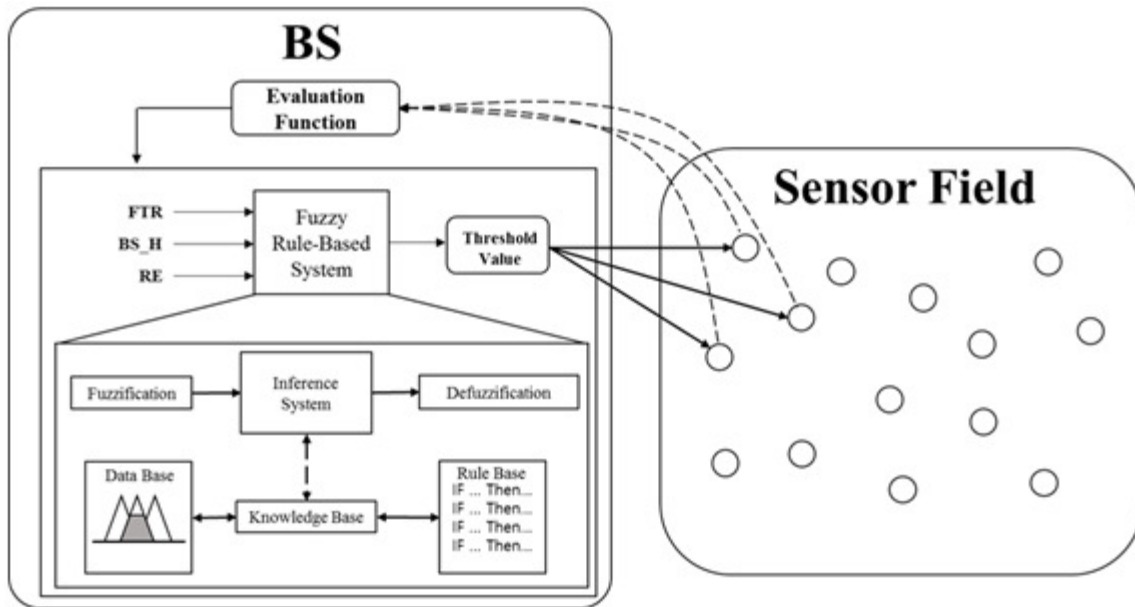 BS
Evaluation
Function
Sensor Field
FTR
BS_H
RE
Fuzzy
Rule-Based
System
Threshold
Value
Fuzzification
Inference
System
Defuzzification
Data Base
Knowledge Base
Rule Base
IF ... Then...
IF ... Then...
IF ... Then...
IF ... Then...